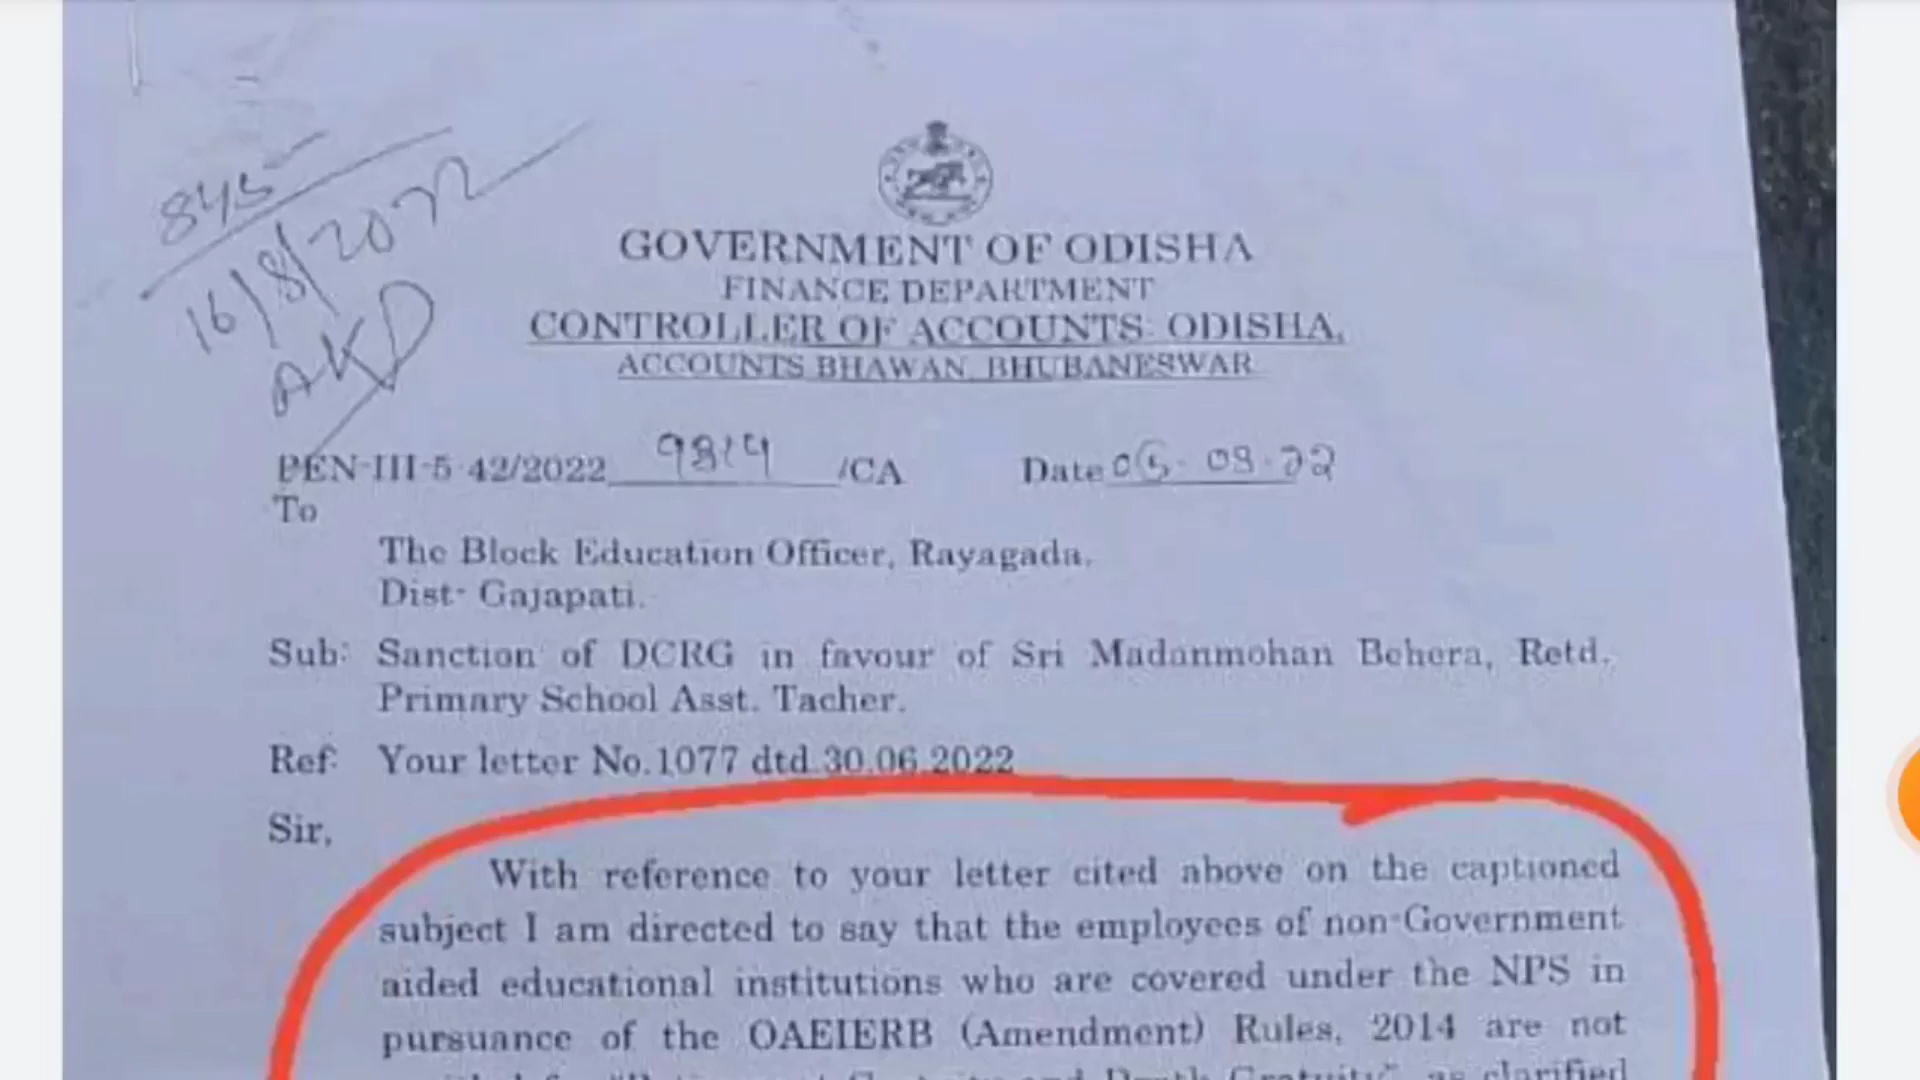 845
16/8/2022
AKD
GOVERNMENT OF ODISHA
FINANCE DEPARTMENT
CONTROLLER OF ACCOUNTS: ODISHA,
ACCOUNTS BHAWAN, BHUBANESWAR
PEN-III-5-42/2022 9814 /CA Date 05-08-22
To
The Block Education Officer, Rayagada,
Dist- Gajapati.
Sub: Sanction of DCRG in favour of Sri Madanmohan Behera, Retd.
Primary School Asst. Tacher.
Ref: Your letter No.1077 dtd.30.06.2022
Sir,
With reference to your letter cited above on the captioned
subject I am directed to say that the employees of non-Government
aided educational institutions who are covered under the NPS in
pursuance of the OAEIERB (Amendment) Rules, 2014 are not
Gratuity" as clarified